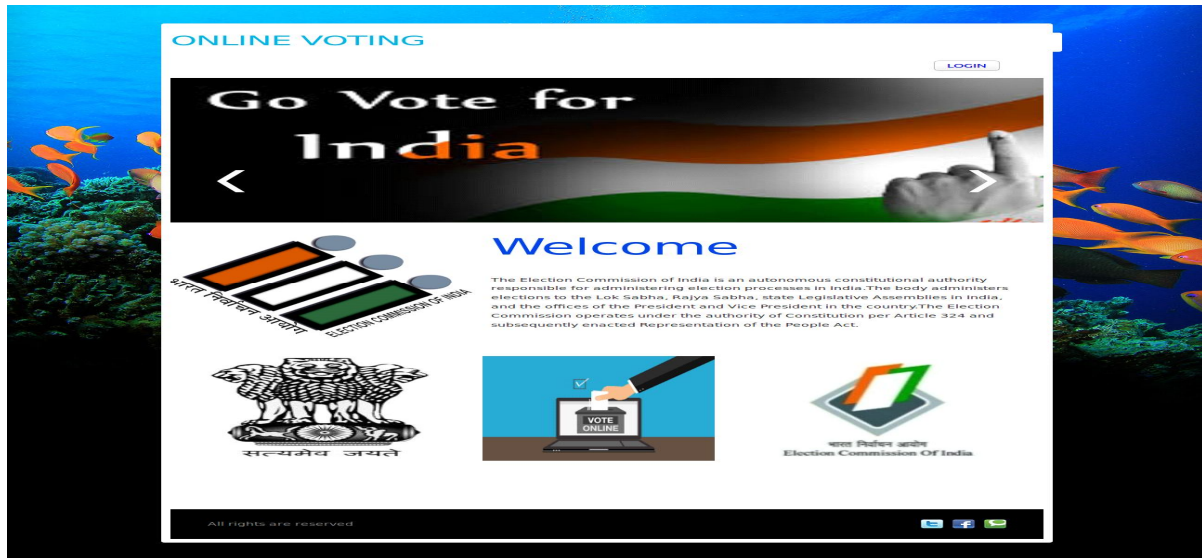 ONLINE VOTING
LOGIN
Go Vote for
India
Welcome
भारत निर्वाचन आयोग
ELECTION COMMISSION OF INDIA
The Election Commission of India is an autonomous constitutional authority
responsible for administering election processes in India.The body administers
elections to the Lok Sabha, Rajya Sabha, state Legislative Assemblies in India,
and the offices of the President and Vice President in the country.The Election
Commission operates under the authority of Constitution per Article 324 and
subsequently enacted Representation of the People Act.
सत्यमेव जयते
VOTE
ONLINE
भारत निर्वाचन आयोग
Election Commission Of India
All rights are reserved